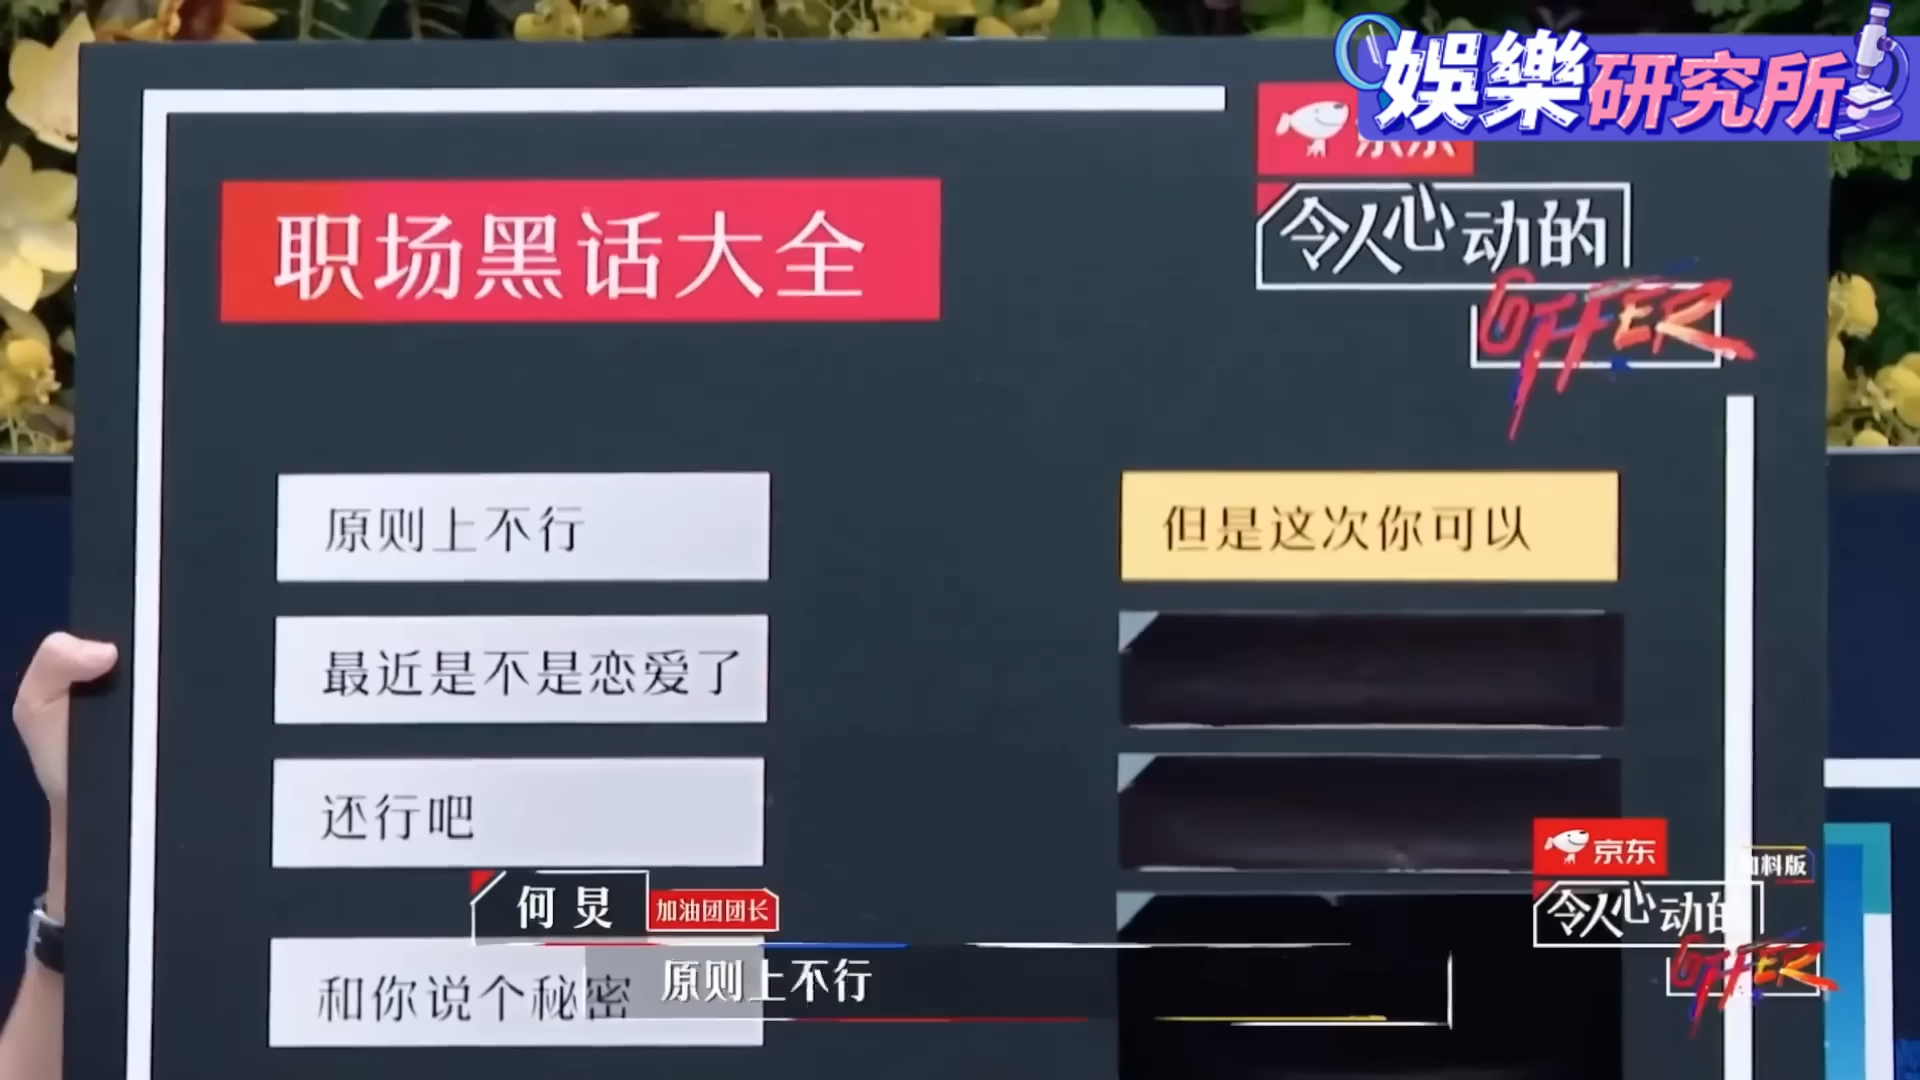 娛樂研究所
京东
令人心动的
OFFER
职场黑话大全
原则上不行
但是这次你可以
最近是不是恋爱了
还行吧
和你说个秘密
何炅
加油团团长
原则上不行
京东
加料版
令人心动的
OFFER